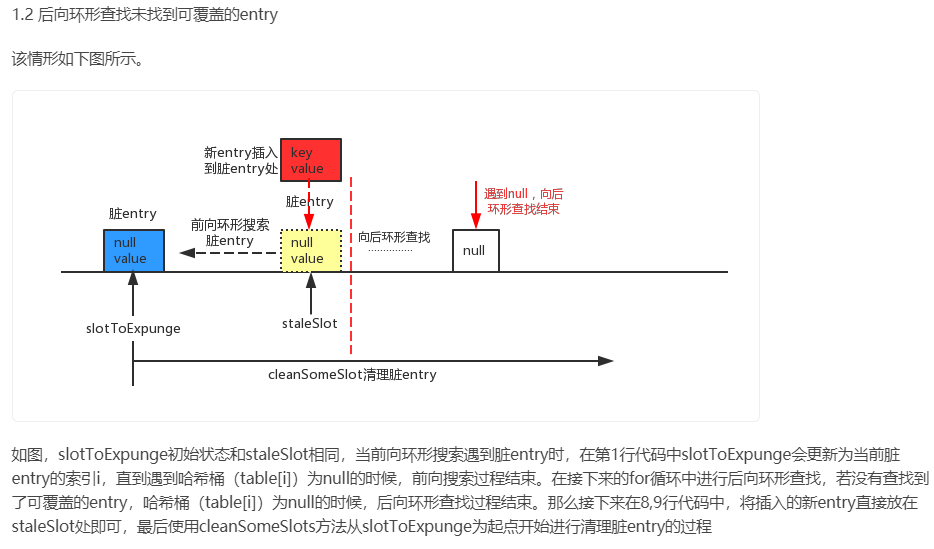 1.2 后向环形查找未找到可覆盖的entry
该情形如下图所示。
新entry插入
到脏entry处
key
value
脏entry
遇到null，向后
环形查找结束
脏entry
前向环形搜索
脏entry
null
value
null
value
向后环形查找
...............
null
slotToExpunge
staleSlot
cleanSomeSlot清理脏entry
如图，slotToExpunge初始状态和staleSlot相同，当前向环形搜索遇到脏entry时，在第1行代码中slotToExpunge会更新为当前脏
entry的索引i，直到遇到哈希桶（table[i]）为null的时候，前向搜索过程结束。在接下来的for循环中进行后向环形查找，若没有查找到
了可覆盖的entry，哈希桶（table[i]）为null的时候，后向环形查找过程结束。那么接下来在8,9行代码中，将插入的新entry直接放在
staleSlot处即可，最后使用cleanSomeSlots方法从slotToExpunge为起点开始进行清理脏entry的过程